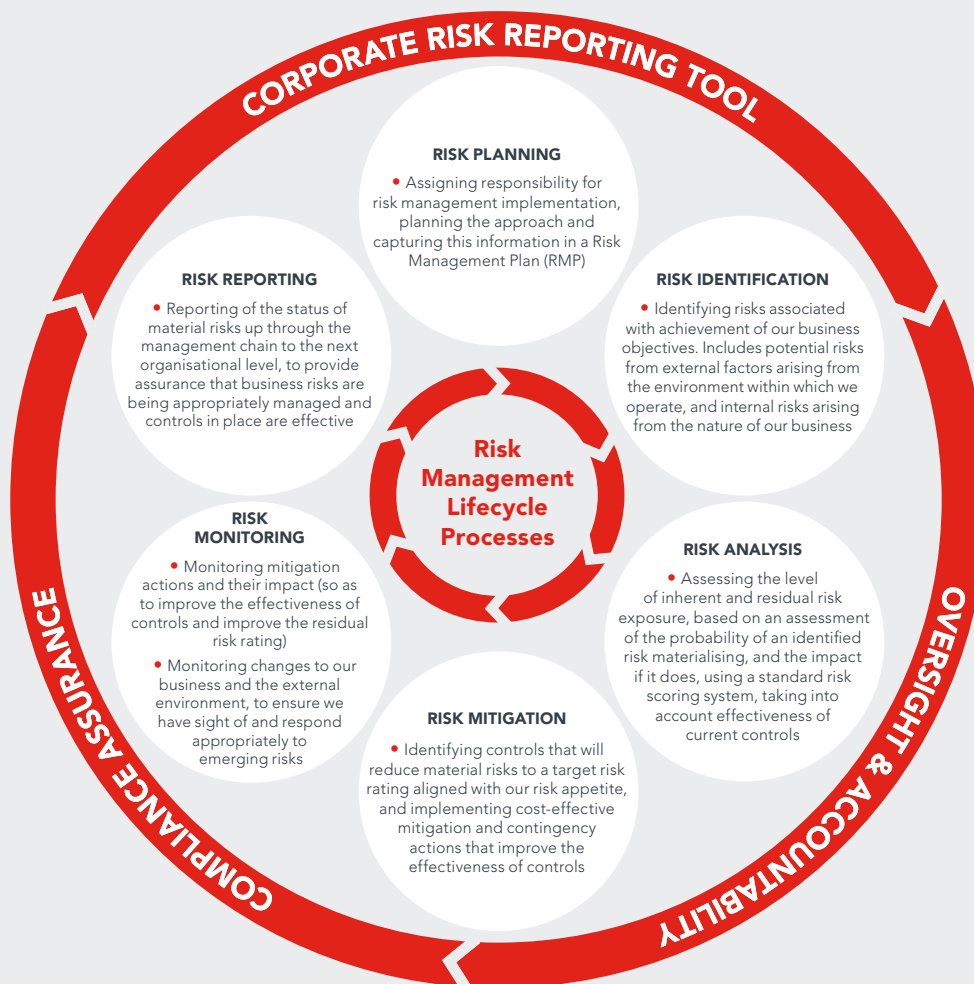 CORPORATE RISK REPORTING TOOL
RISK PLANNING
• Assigning responsibility for
risk management implementation,
planning the approach and
capturing this information in a Risk
Management Plan (RMP)
RISK REPORTING
• Reporting of the status of
material risks up through the
management chain to the next
organisational level, to provide
assurance that business risks are
being appropriately managed and
controls in place are effective
RISK IDENTIFICATION
• Identifying risks associated
with achievement of our business
objectives. Includes potential risks
from external factors arising from
the environment within which we
operate, and internal risks arising
from the nature of our business
Risk
Management
Lifecycle
Processes
RISK
MONITORING
• Monitoring mitigation
actions and their impact (so as
to improve the effectiveness of
controls and improve the residual
risk rating)
• Monitoring changes to our
business and the external
environment, to ensure we
have sight of and respond
appropriately to
emerging risks
RISK ANALYSIS
• Assessing the level
of inherent and residual risk
exposure, based on an assessment
of the probability of an identified
risk materialising, and the impact
if it does, using a standard risk
scoring system, taking into
account effectiveness of
current controls
RISK MITIGATION
• Identifying controls that will
reduce material risks to a target risk
rating aligned with our risk appetite,
and implementing cost-effective
mitigation and contingency
actions that improve the
effectiveness of controls
COMPLIANCE ASSURANCE
OVERSIGHT & ACCOUNTABILITY